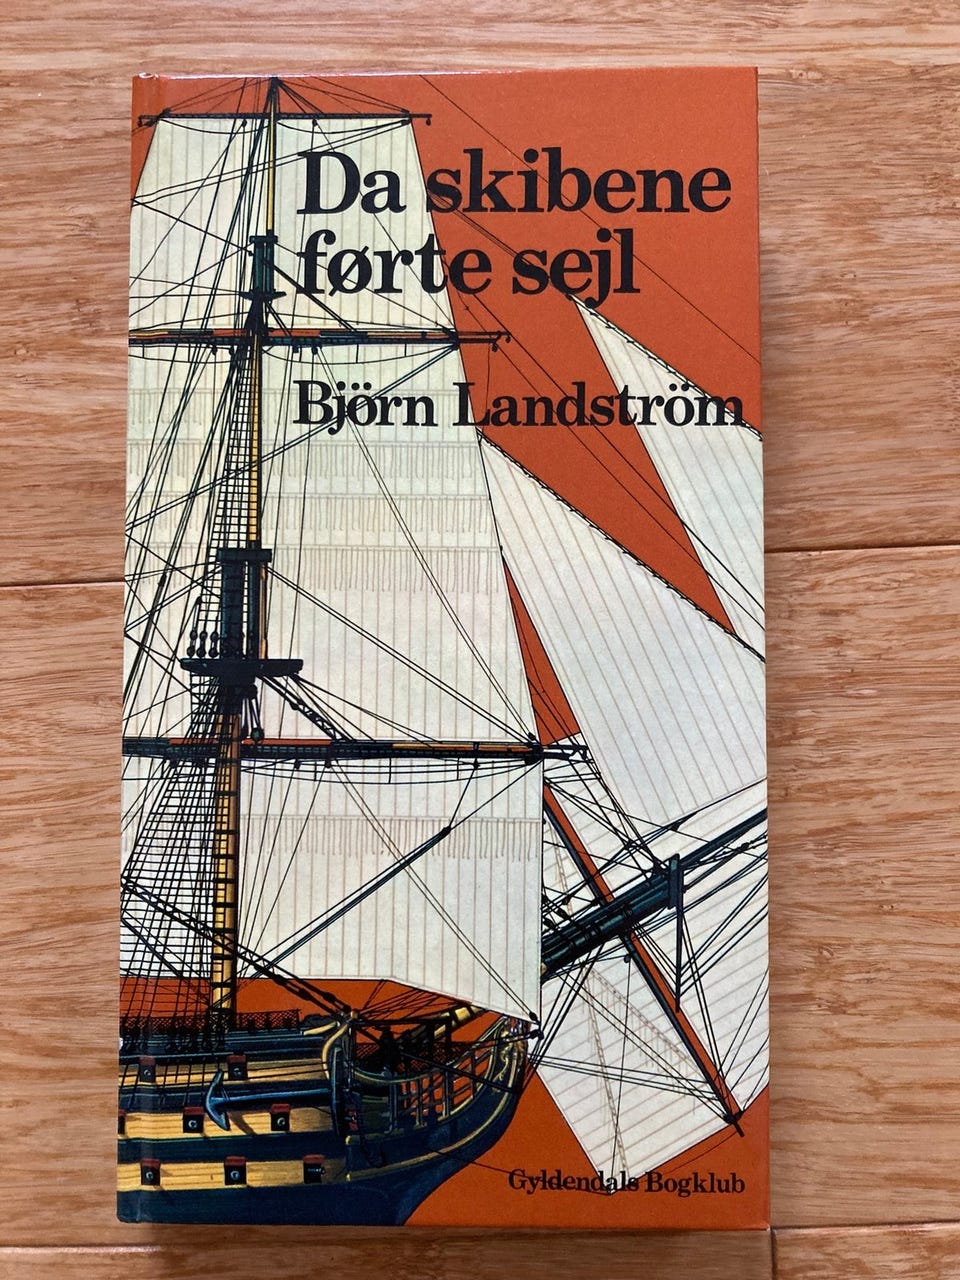 Da skibene
førte sejl
Björn Landström
Gyldendals Bogklub